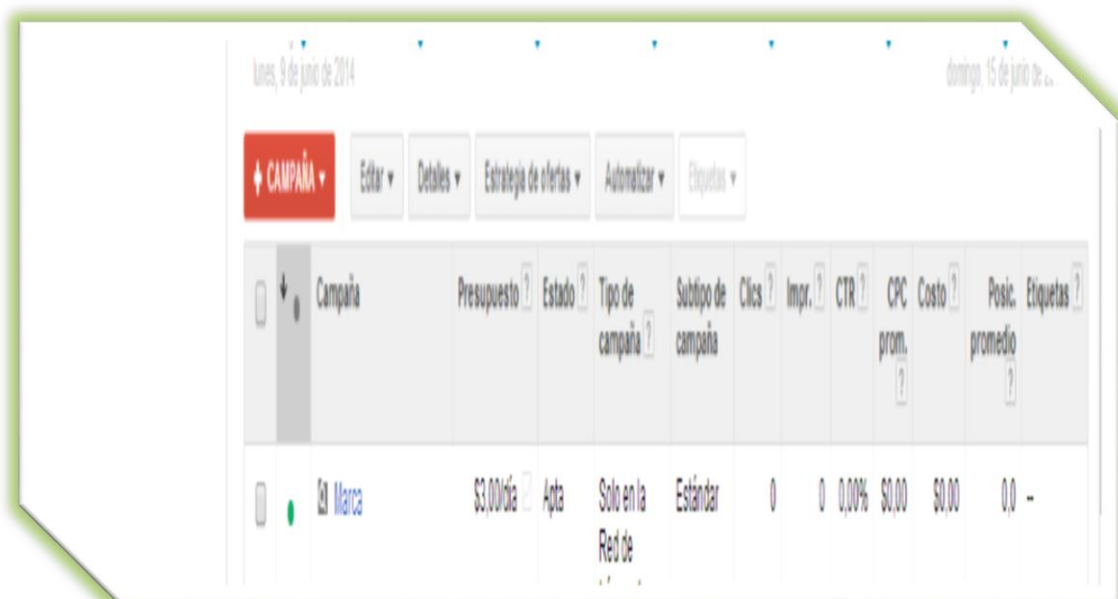 lunes, 9 de junio de 2014 domingo, 15 de junio de
+ CAMPAÑA Editar Detalles Estrategia de ofertas Automatizar Etiquetas
Campaña Presupuesto ? Estado ? Tipo de Subtipo de Clics ? Impr. ? CTR ? CPC Costo ? Posic. Etiquetas ?
campaña ? campaña prom. promedio
? ?
Marca $3,00/día Apta Solo en la Estándar 0 0 0,00% $0,00 $0,00 0,0 --
Red de